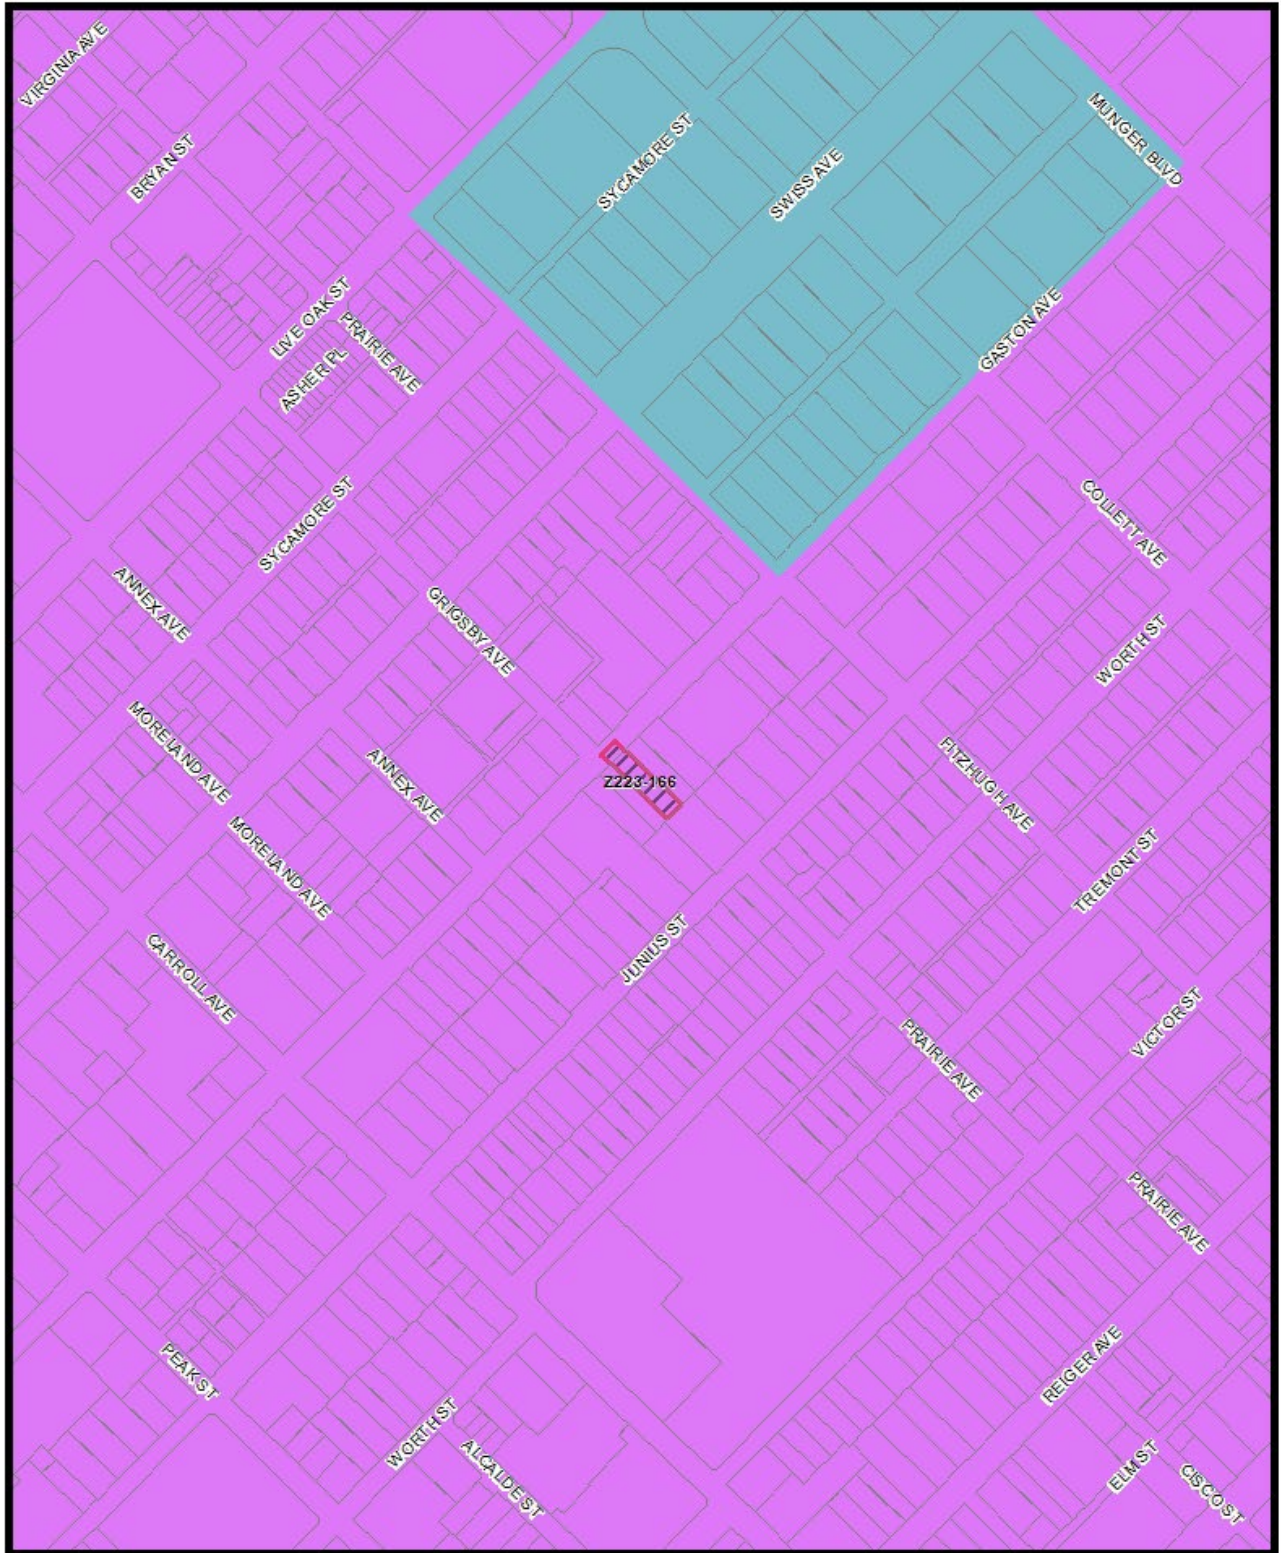 VIRGINIA AVE
BRYAN ST
SYCAMORE ST
SWISS AVE
MUNGER BLVD
LIVE OAK ST
PRAIRIE AVE
ASHER PL
GASTON AVE
SYCAMORE ST
COLLETT AVE
ANNEX AVE
GRIGSBY AVE
WORTH ST
MORELAND AVE
ANNEX AVE
Z223-166
FITZHUGH AVE
MORELAND AVE
TREMONT ST
CARROLL AVE
JUNIUS ST
PRAIRIE AVE
VICTOR ST
PRAIRIE AVE
PEAK ST
REIGER AVE
WORTH ST
ALCALDE ST
ELM ST
CISCO ST